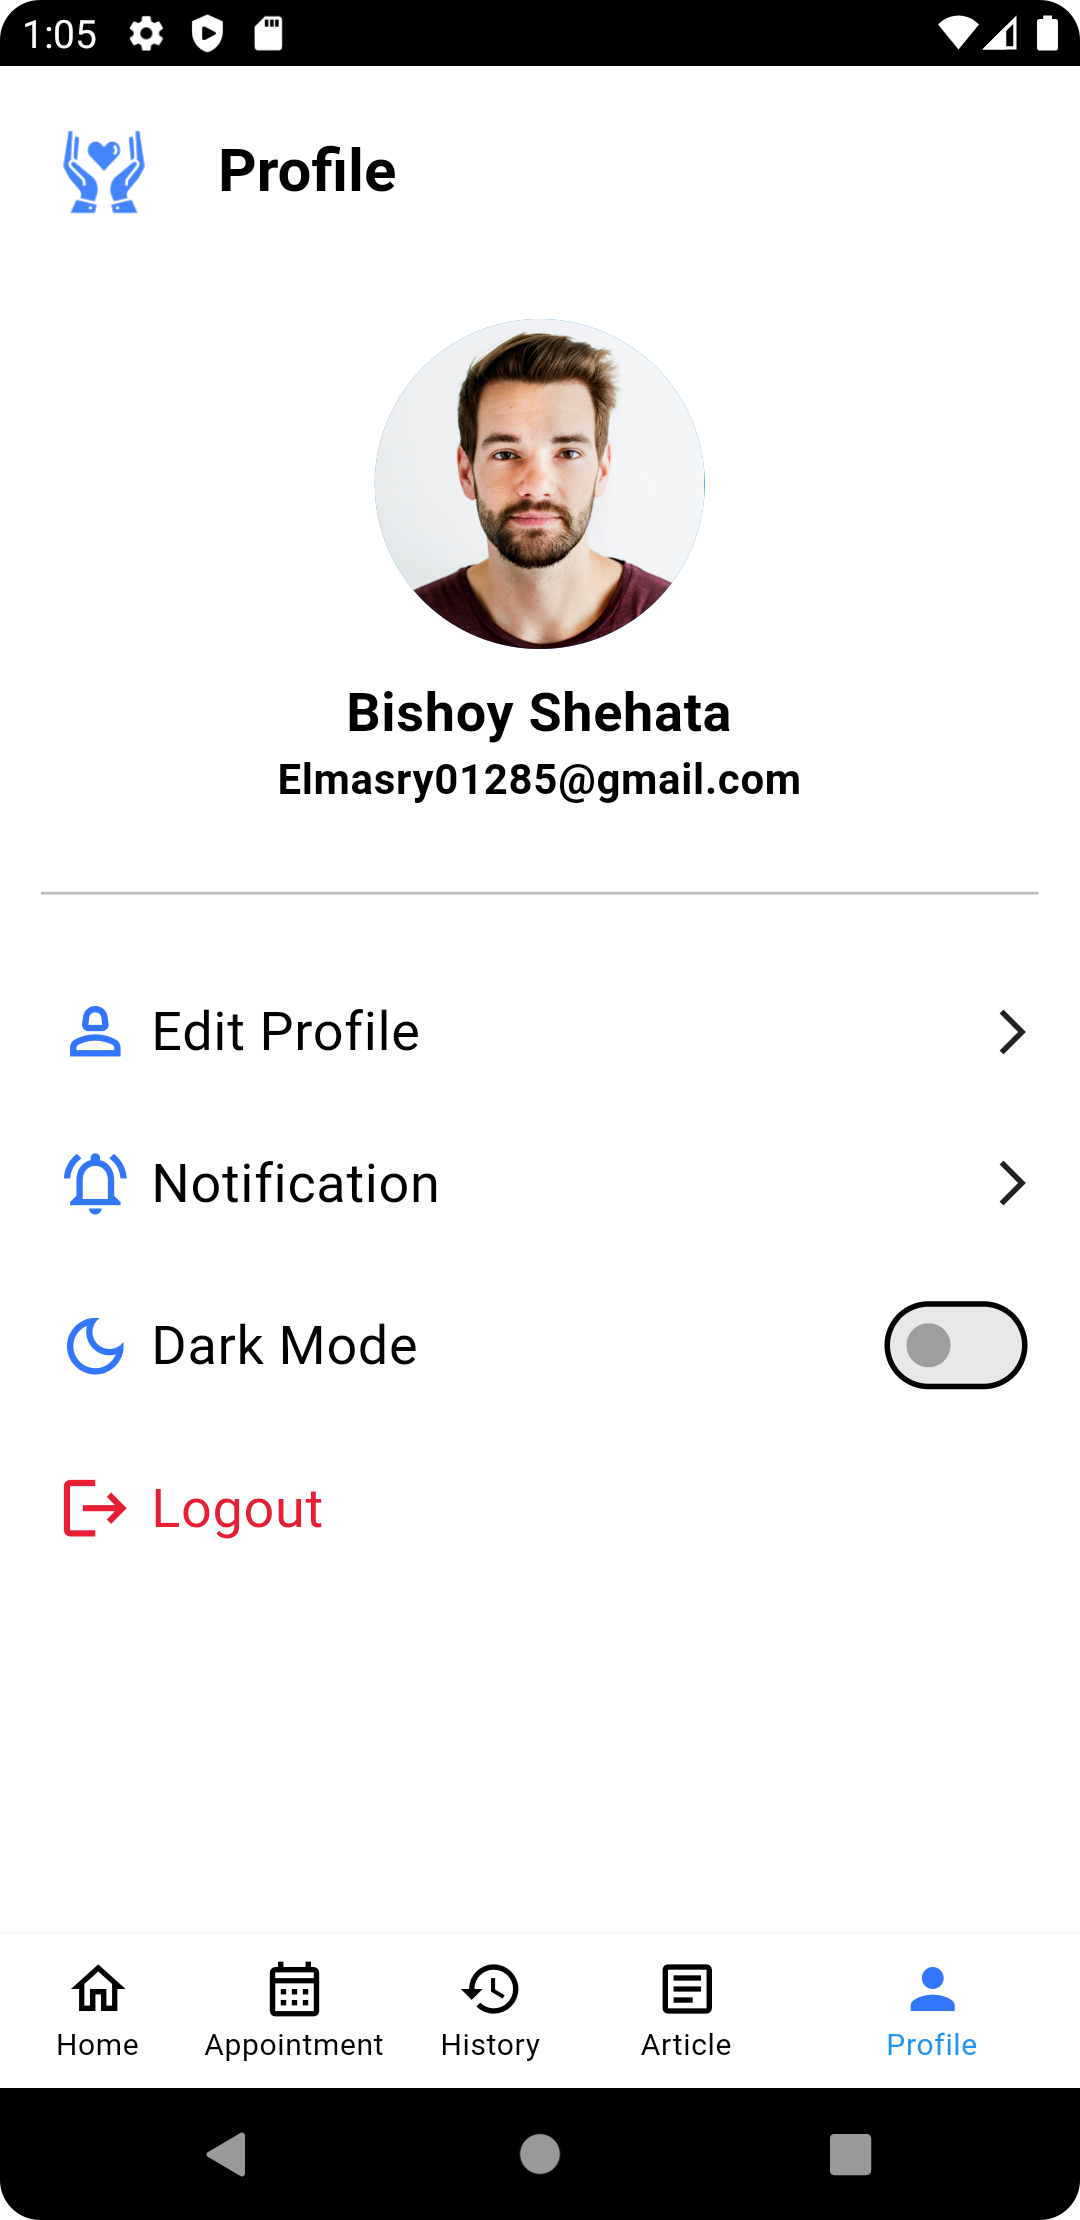 1:05
Profile
Bishoy Shehata
Elmasry01285@gmail.com
Edit Profile
Notification
Dark Mode
Logout
Home
Appointment
History
Article
Profile